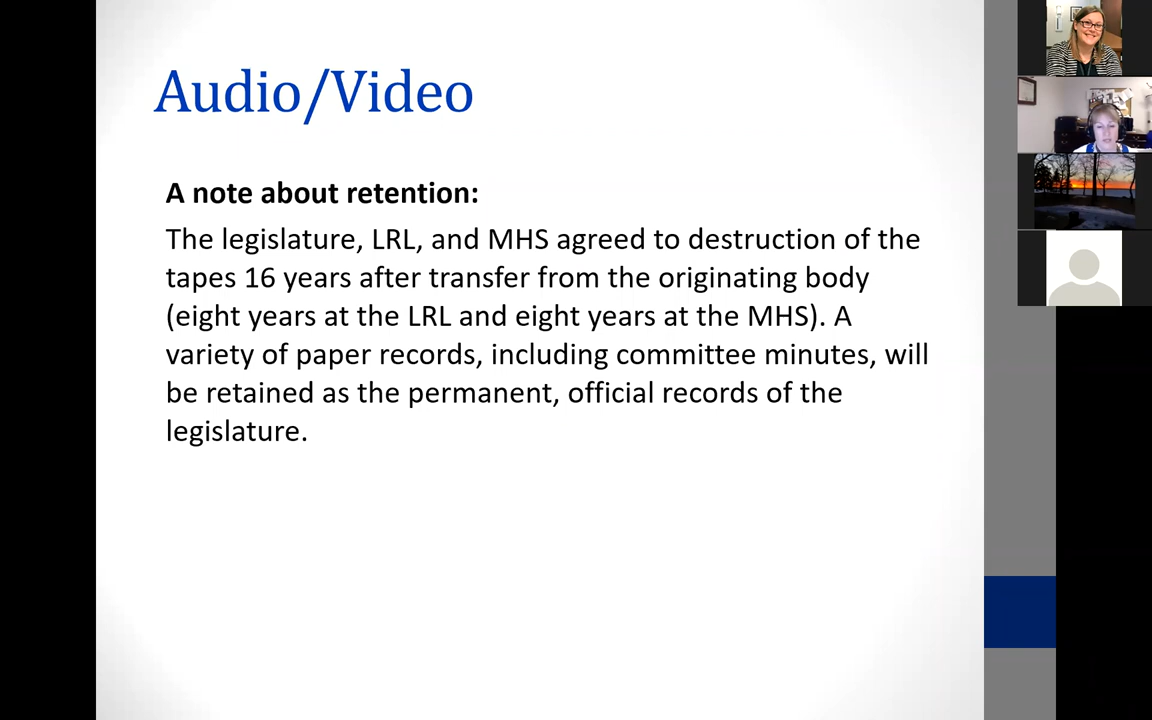 Audio/Video
A note about retention:
The legislature, LRL, and MHS agreed to destruction of the
tapes 16 years after transfer from the originating body
(eight years at the LRL and eight years at the MHS). A
variety of paper records, including committee minutes, will
be retained as the permanent, official records of the
legislature.